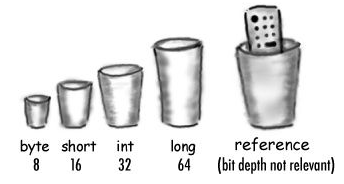 byte short int long reference
8 16 32 64 (bit depth not relevant)